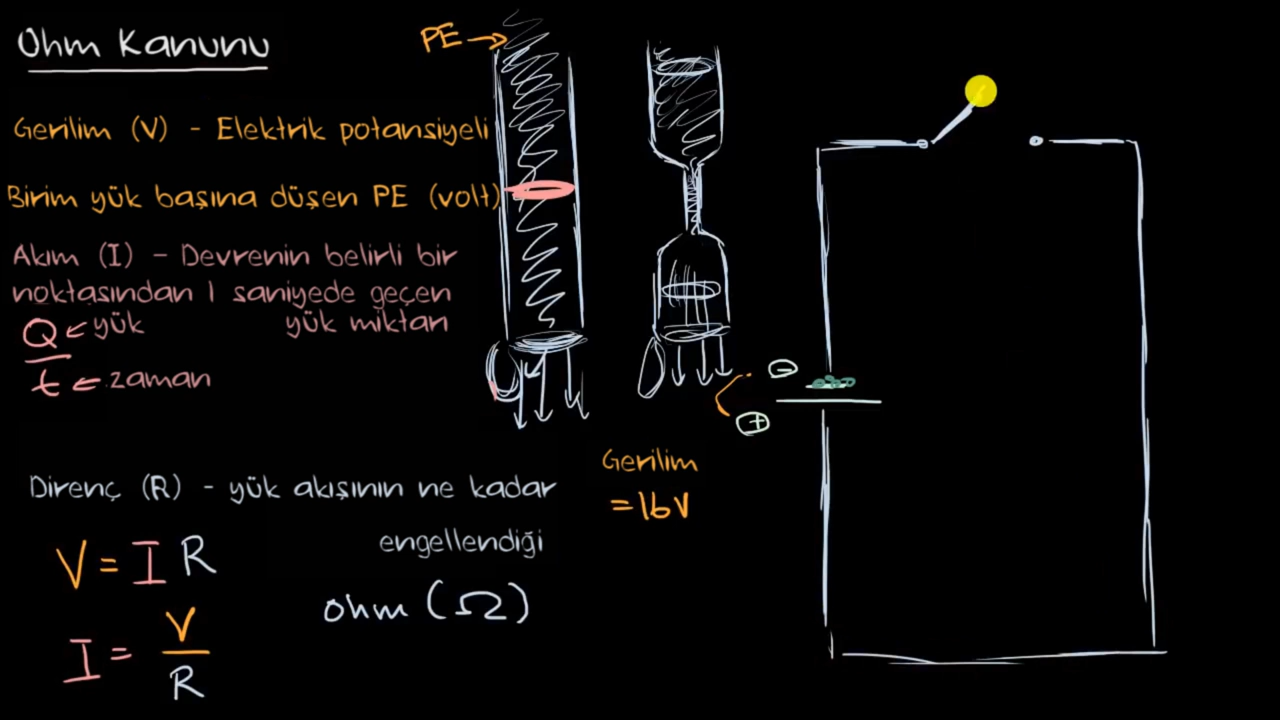 Ohm Kanunu
PE
Gerilim (V) - Elektrik potansiyeli
Birim yük başına düşen PE (volt)
Akım (I) - Devrenin belirli bir
noktasından 1 saniyede geçen
yük miktarı
Q ← yük
t ← zaman
Direnç (R) - yük akışının ne kadar
engellendiği
ohm (Ω)
V = I R
I = V
R
Gerilim
= 16V
-
+